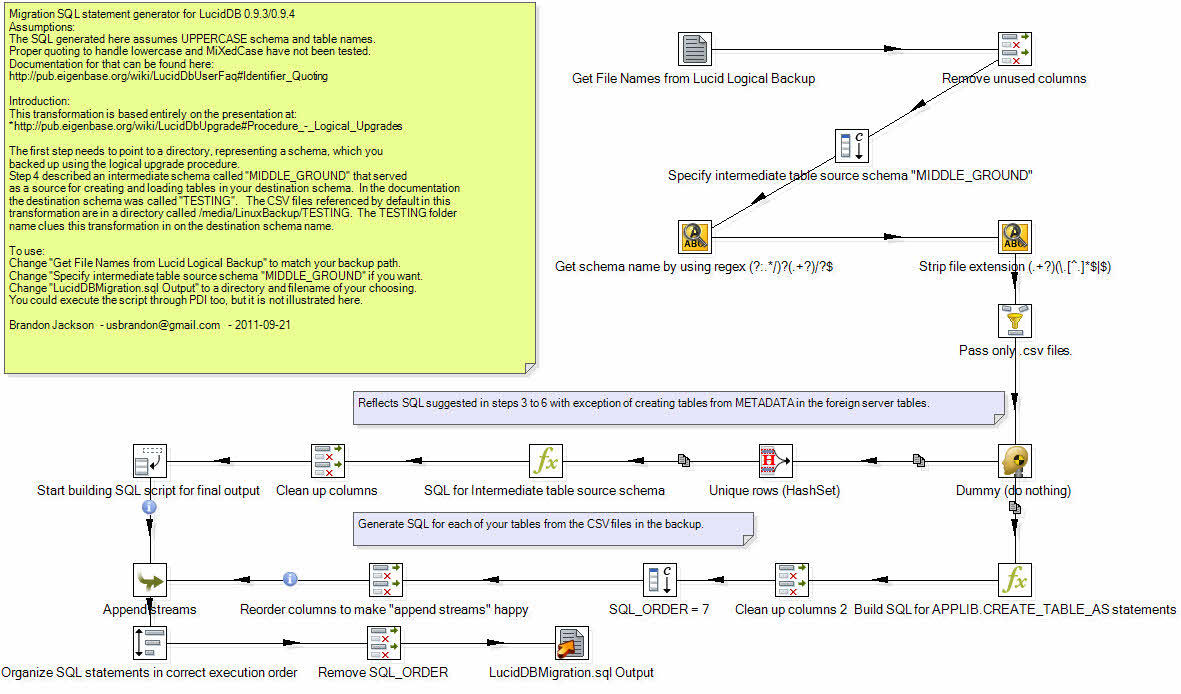 Migration SQL statement generator for LucidDB 0.9.3/0.9.4
Assumptions:
The SQL generated here assumes UPPERCASE schema and table names.
Proper quoting to handle lowercase and MiXedCase have not been tested.
Documentation for that can be found here:
http://pub.eigenbase.org/wiki/LucidDbUserFaq#Identifier_Quoting
Introduction:
This transformation is based entirely on the presentation at:
*http://pub.eigenbase.org/wiki/LucidDbUpgrade#Procedure_-_Logical_Upgrades
The first step needs to point to a directory, representing a schema, which you
backed up using the logical upgrade procedure.
Step 4 described an intermediate schema called "MIDDLE_GROUND" that served
as a source for creating and loading tables in your destination schema. In the documentation
the destination schema was called "TESTING". The CSV files referenced by default in this
transformation are in a directory called /media/LinuxBackup/TESTING. The TESTING folder
name clues this transformation in on the destination schema name.
To use:
Change "Get File Names from Lucid Logical Backup" to match your backup path.
Change "Specify intermediate table source schema "MIDDLE_GROUND" if you want.
Change "LucidDBMigration.sql Output" to a directory and filename of your choosing.
You could execute the script through PDI too, but it is not illustrated here.
Brandon Jackson - usbrandon@gmail.com - 2011-09-21
Get File Names from Lucid Logical Backup
Remove unused columns
C
Specify intermediate table source schema "MIDDLE_GROUND"
ABC
ABC
Get schema name by using regex (?:.*/)?(.+?)/?$
Strip file extension (.+?)(\.[^.]*$|$)
Pass only .csv files.
Reflects SQL suggested in steps 3 to 6 with exception of creating tables from METADATA in the foreign server tables.
fx
H
Start building SQL script for final output
Clean up columns
SQL for Intermediate table source schema
Unique rows (HashSet)
Dummy (do nothing)
i
Generate SQL for each of your tables from the CSV files in the backup.
i
C
fx
Append streams
Reorder columns to make "append streams" happy
SQL_ORDER = 7
Clean up columns 2
Build SQL for APPLIB.CREATE_TABLE_AS statements
Organize SQL statements in correct execution order
Remove SQL_ORDER
LucidDBMigration.sql Output